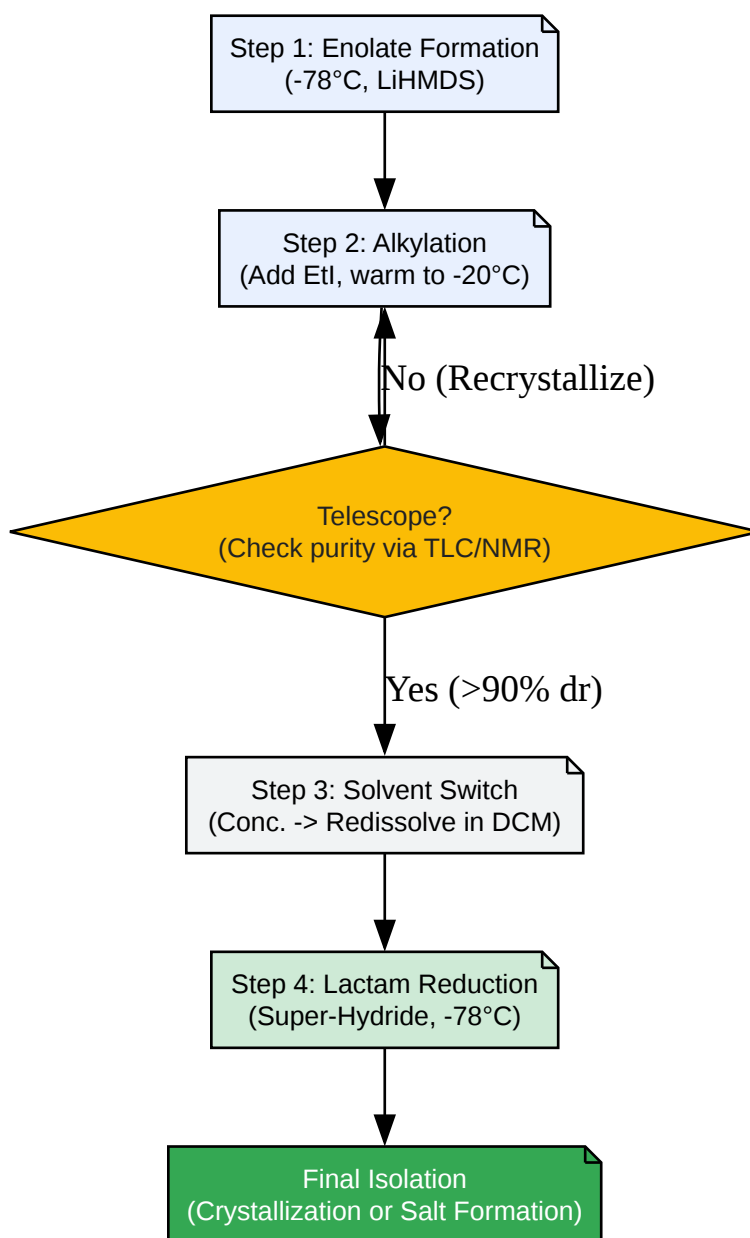 Step 1: Enolate Formation
(-78°C, LiHMDS)
Step 2: Alkylation
(Add EtI, warm to -20°C)
No (Recrystallize)
Telescope?
(Check purity via TLC/NMR)
Yes (>90% dr)
Step 3: Solvent Switch
(Conc. -> Redissolve in DCM)
Step 4: Lactam Reduction
(Super-Hydride, -78°C)
Final Isolation
(Crystallization or Salt Formation)